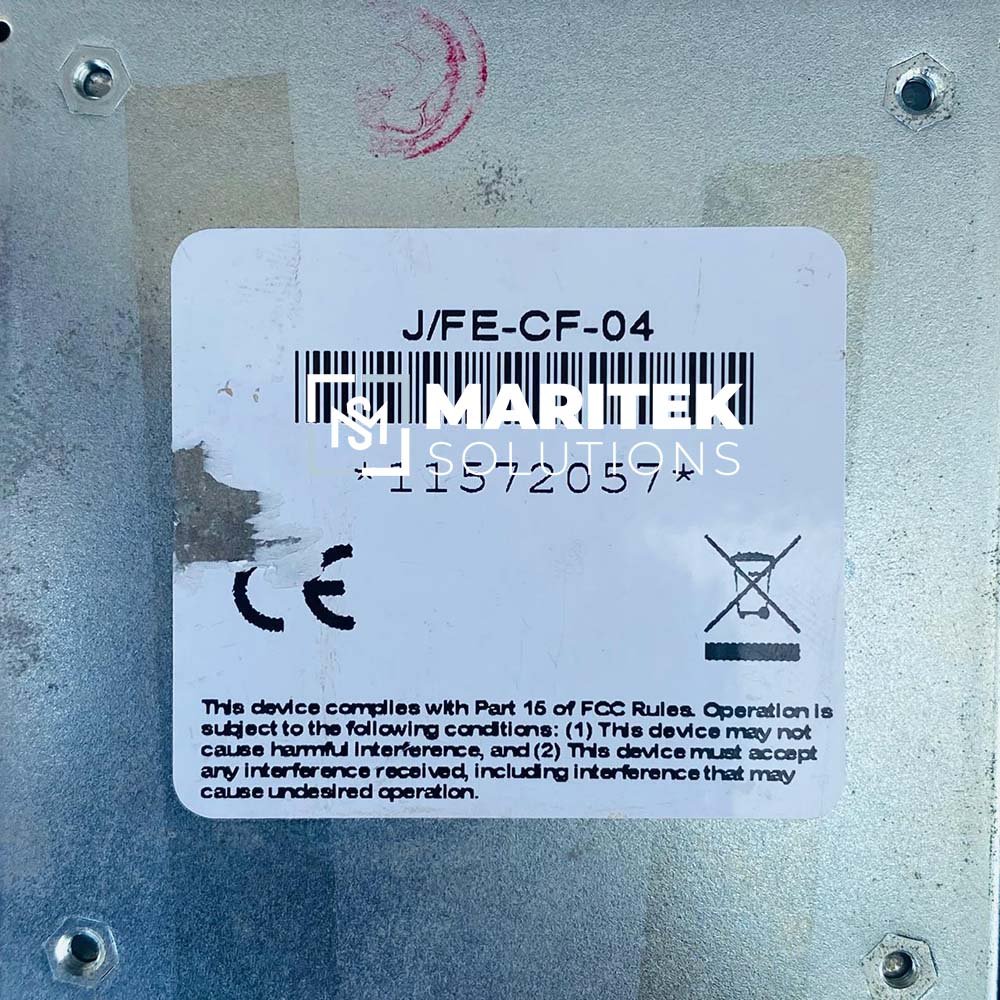 J/FE-CF-04
MS MARITEK
SOLUTIONS
*11572057*
CE
This device complies with Part 15 of FCC Rules. Operation is
subject to the following conditions: (1) This device may not
cause harmful interference, and (2) This device must accept
any interference received, including interference that may
cause undesired operation.